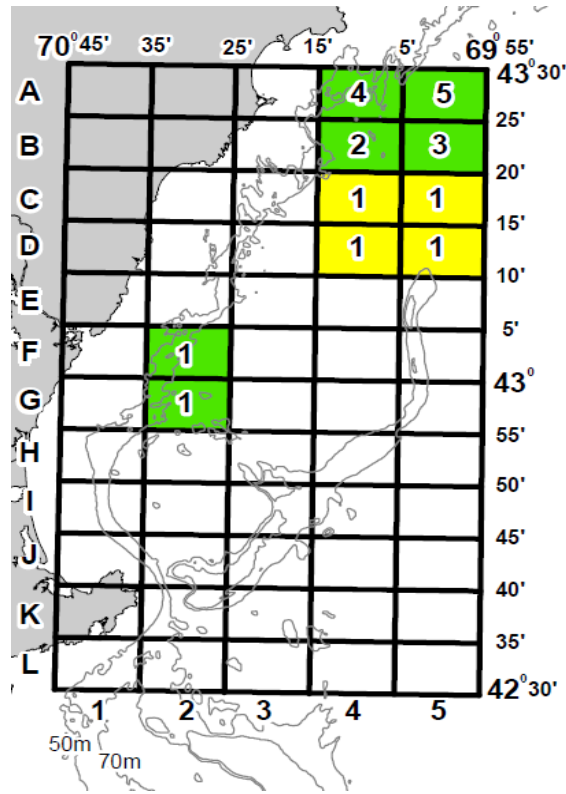 70°45' 35' 25' 15' 5' 69°55'
43°30'
A 4 5
25'
B 2 3
20'
C 1 1
15'
D 1 1
10'
E
5'
F 1
43°
G 1
55'
H
50'
I
45'
J
40'
K
35'
L
42°30'
1 2 3 4 5
50m
70m